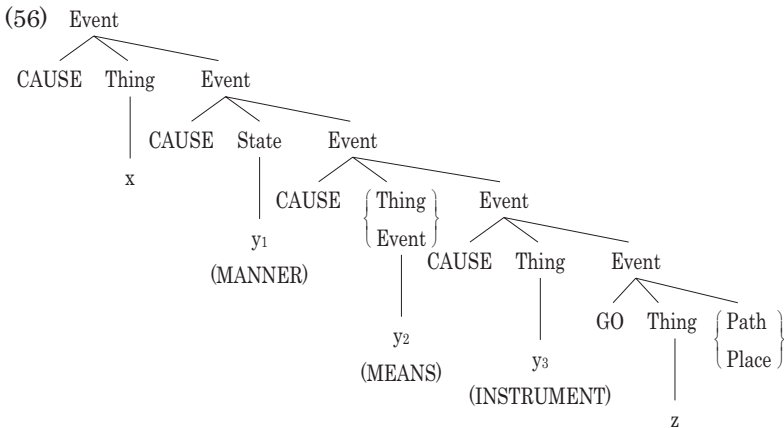 (56) Event
CAUSE Thing Event
CAUSE State Event
x
CAUSE { Thing Event } Event
y₁
(MANNER)
CAUSE Thing Event
GO Thing { Path Place }
y₂
(MEANS)
y₃
(INSTRUMENT)
z